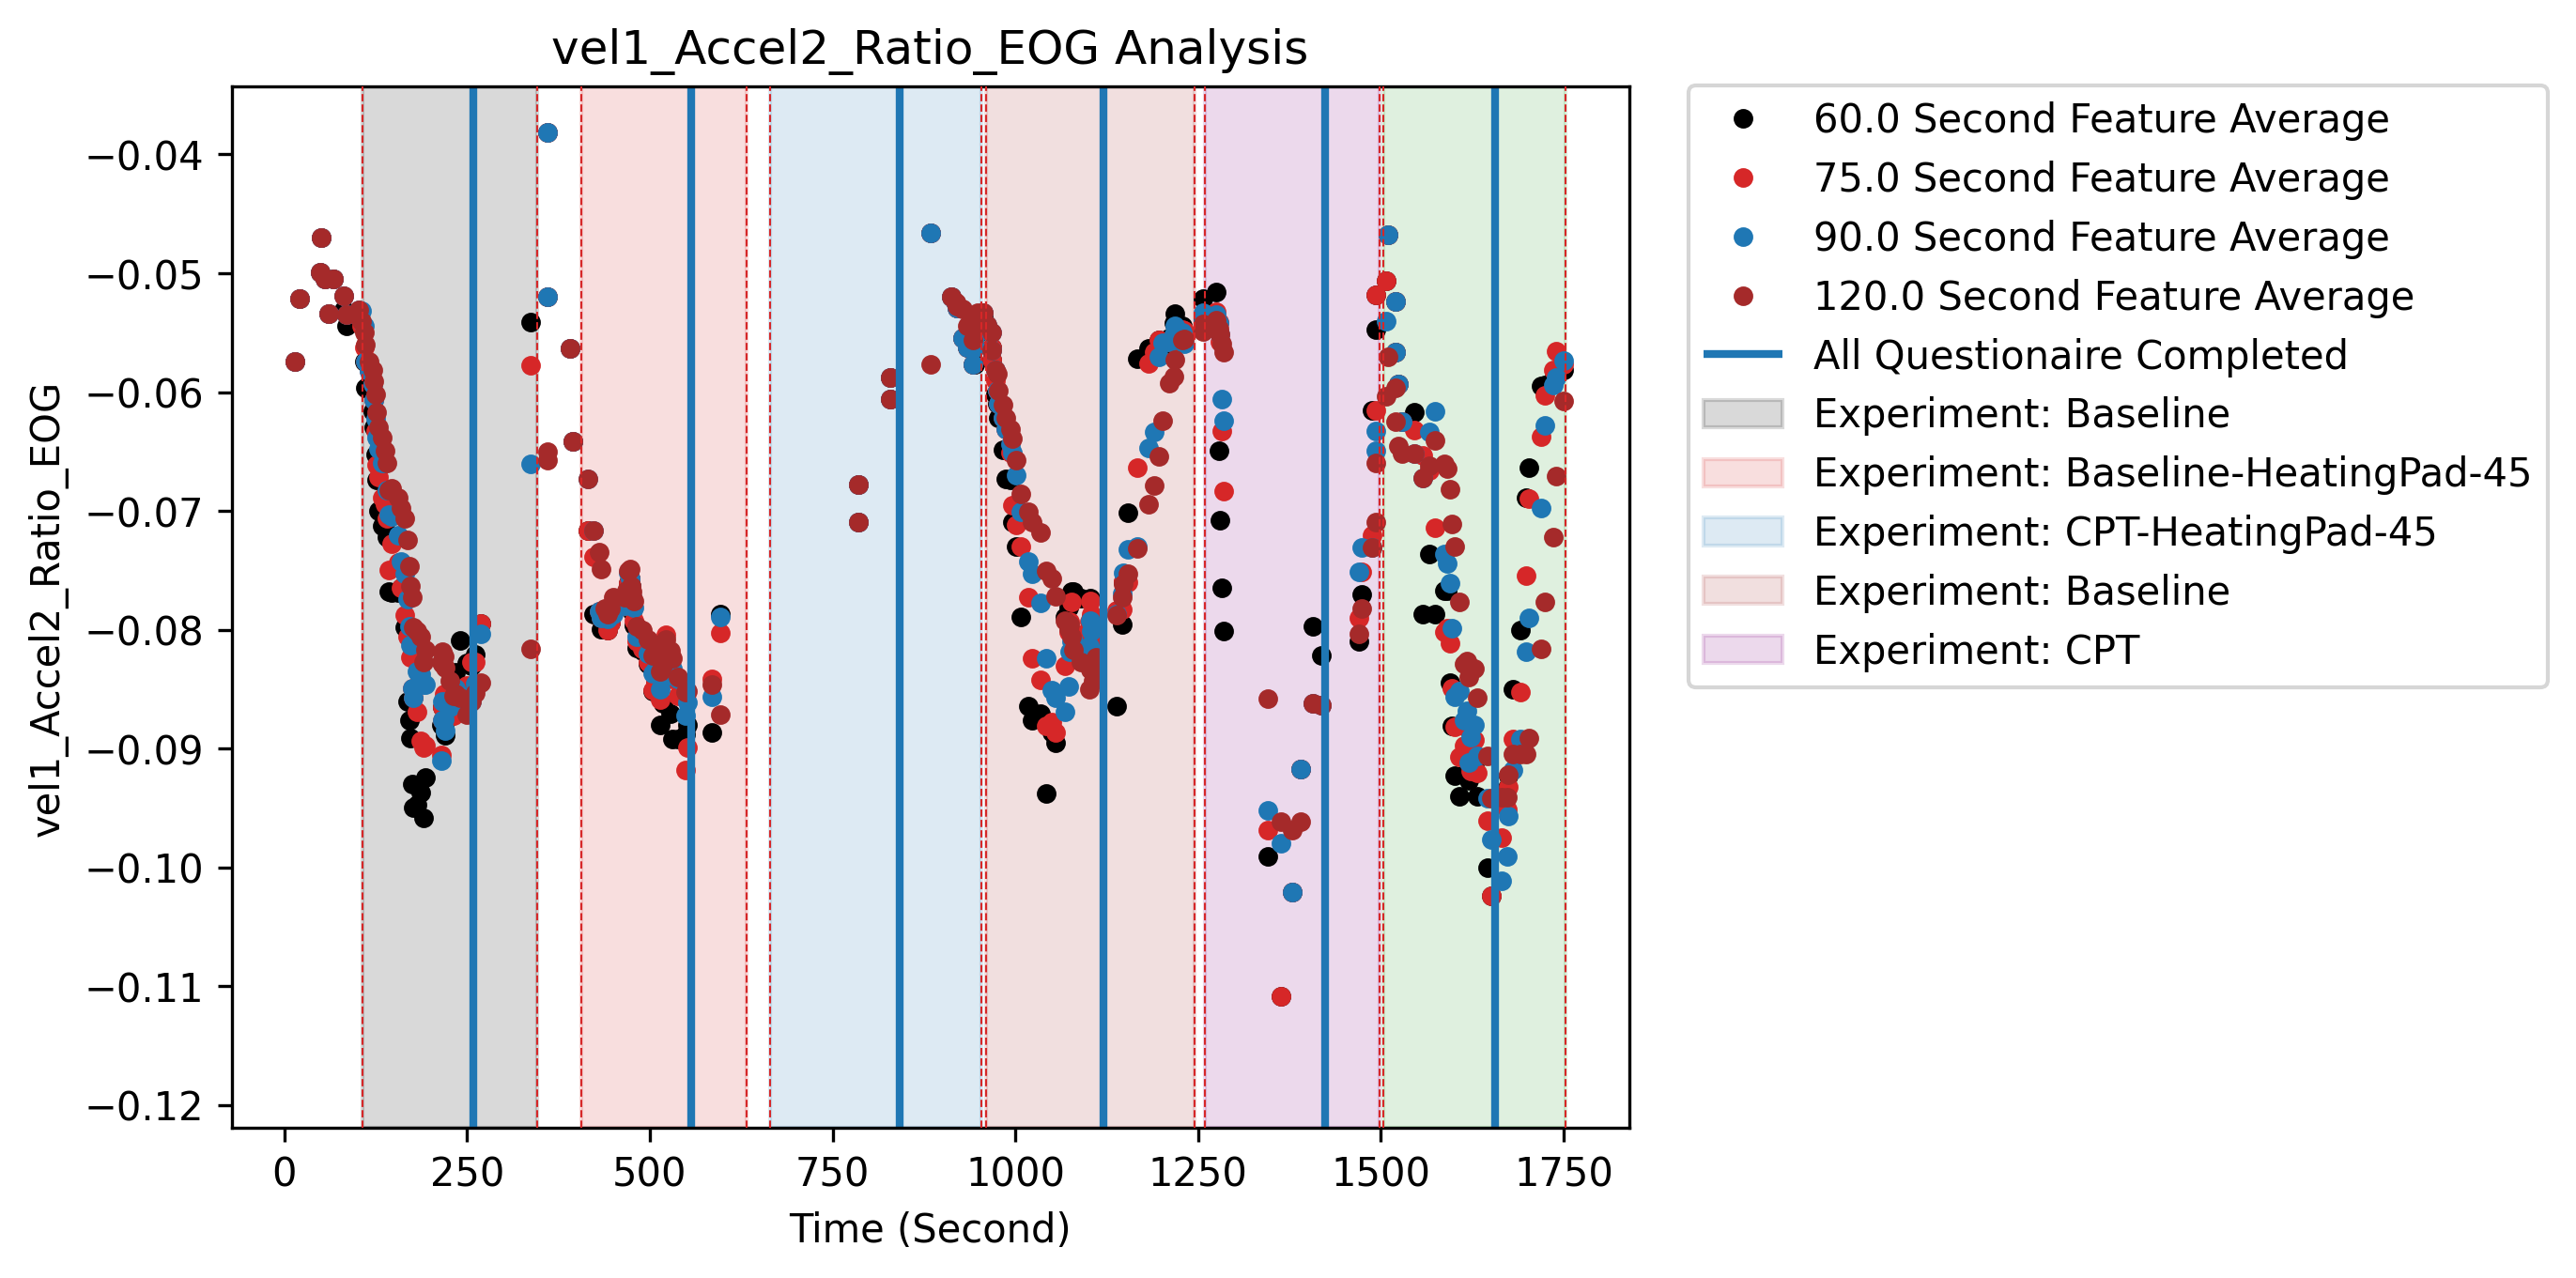 vel1_Accel2_Ratio_EOG Analysis
vel1_Accel2_Ratio_EOG
−0.04
−0.05
−0.06
−0.07
−0.08
−0.09
−0.10
−0.11
−0.12
0
250
500
750
1000
1250
1500
1750
Time (Second)
60.0 Second Feature Average
75.0 Second Feature Average
90.0 Second Feature Average
120.0 Second Feature Average
All Questionaire Completed
Experiment: Baseline
Experiment: Baseline-HeatingPad-45
Experiment: CPT-HeatingPad-45
Experiment: Baseline
Experiment: CPT